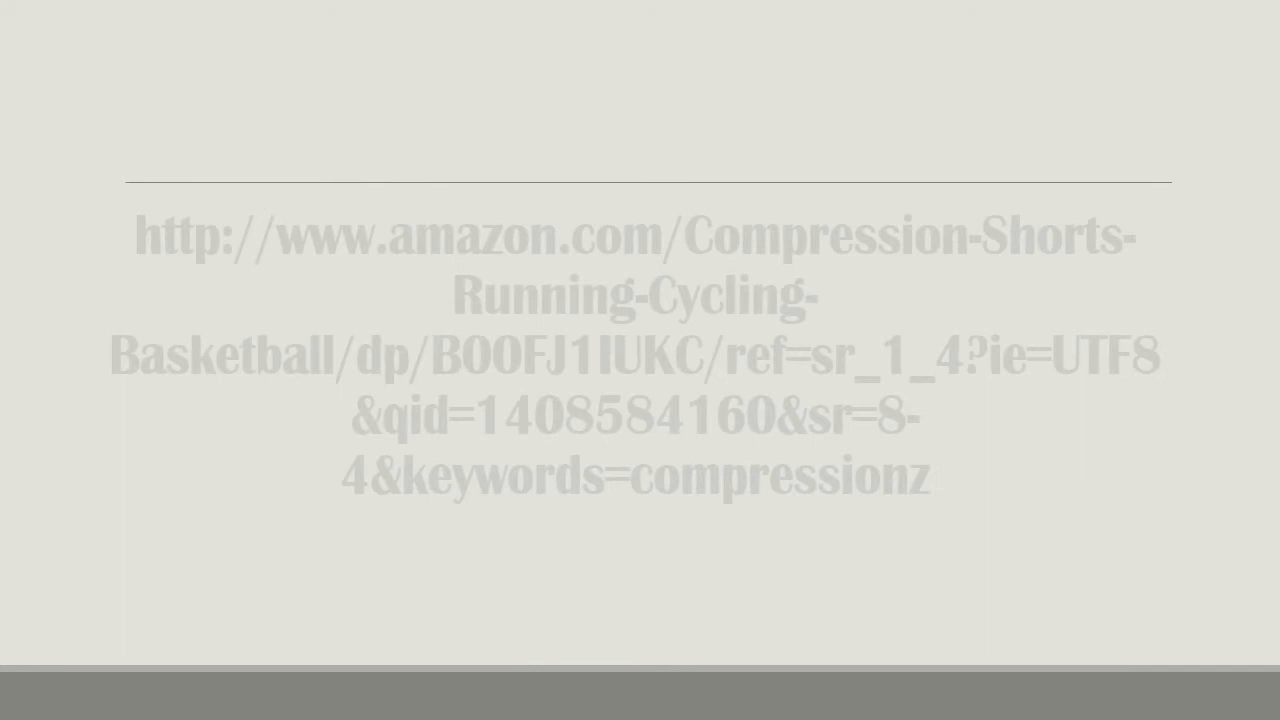 http://www.amazon.com/Compression-Shorts-
Running-Cycling-
Basketball/dp/B00FJ1IUKC/ref=sr_1_4?ie=UTF8
&qid=1408584160&sr=8-
4&keywords=compressionz